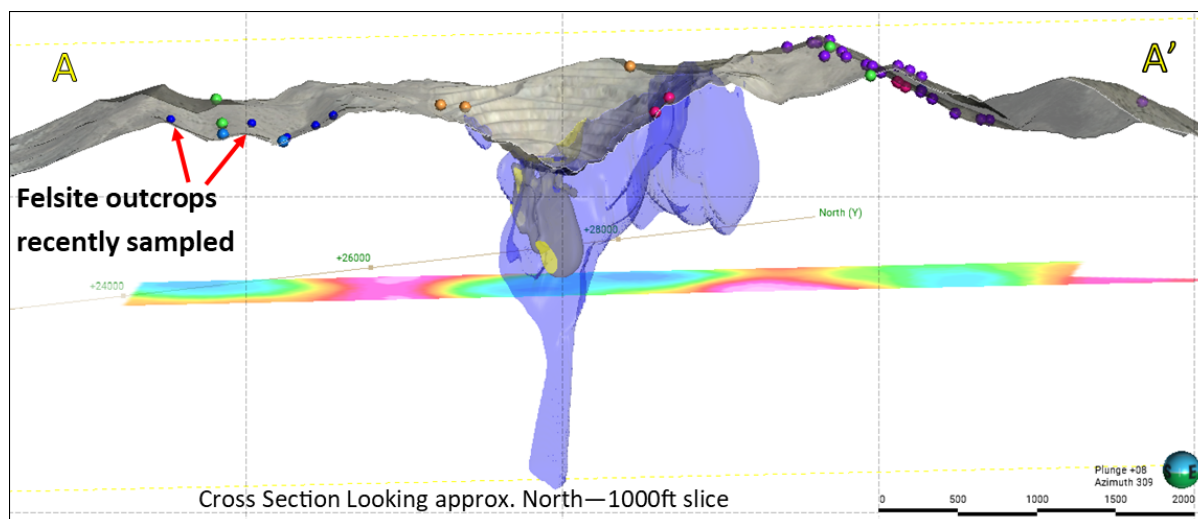 A
A'
Felsite outcrops
recently sampled
North (Y)
+28000
+26000
+24000
Plunge +08
Azimuth 309
S E
Cross Section Looking approx. North—1000ft slice
0 500 1000 1500 2000